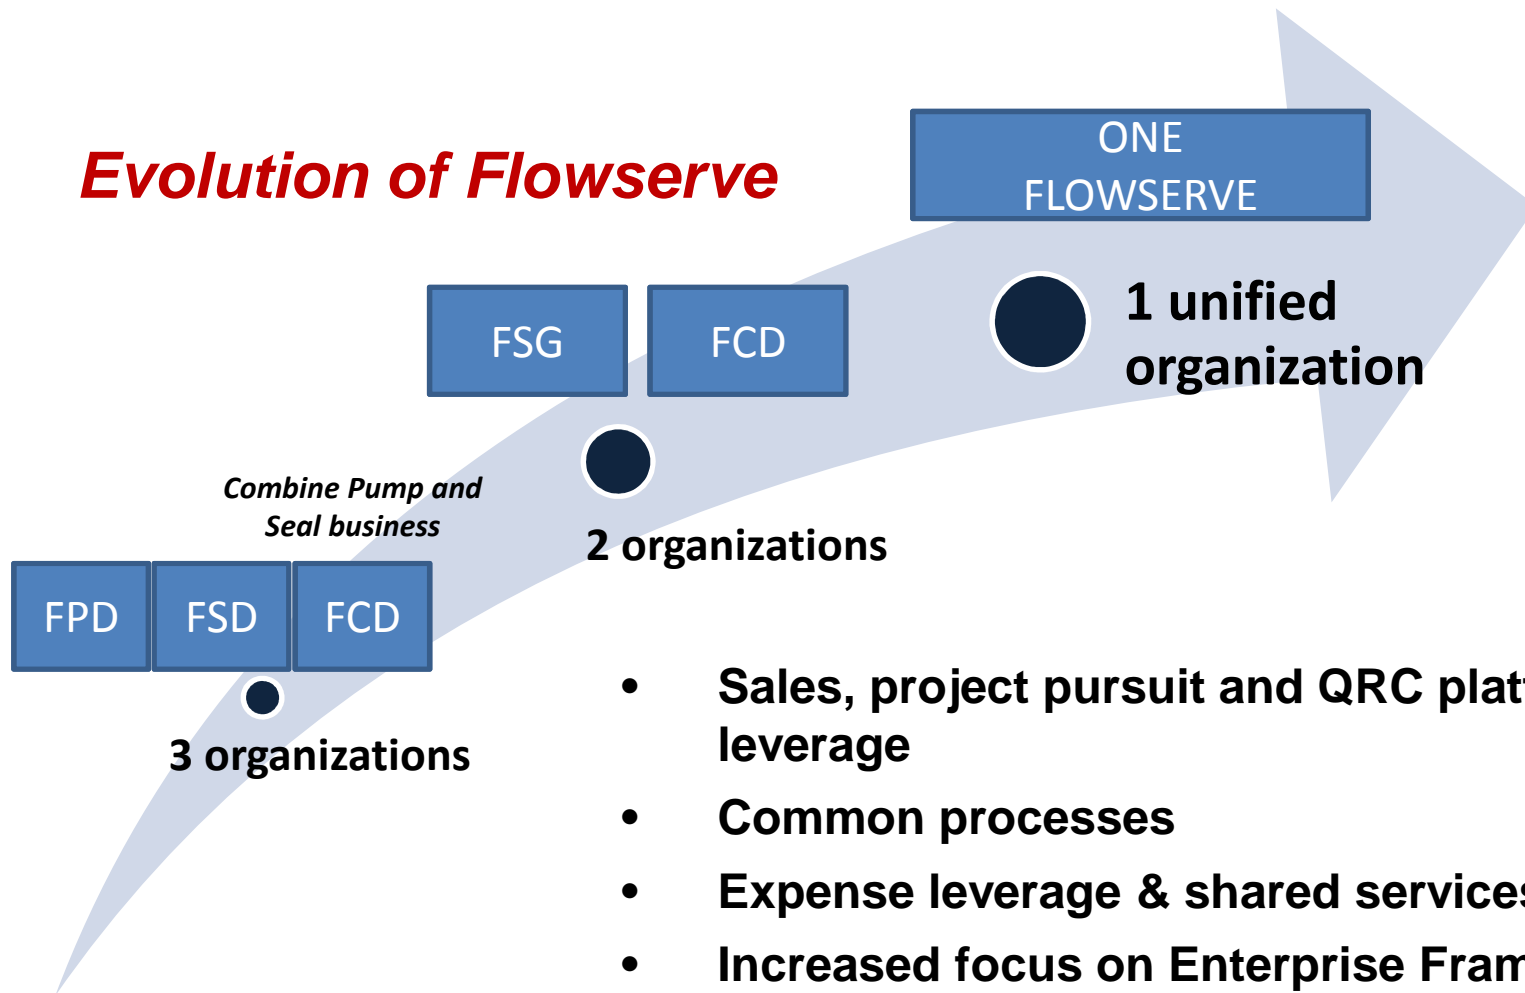 Evolution of Flowserve
ONE
FLOWSERVE
1 unified
organization
FSG
FCD
2 organizations
Combine Pump and
Seal business
FPD
FSD
FCD
3 organizations
• Sales, project pursuit and QRC
leverage
• Common processes
• Expense leverage & shared services
• Increased focus on Enterprise